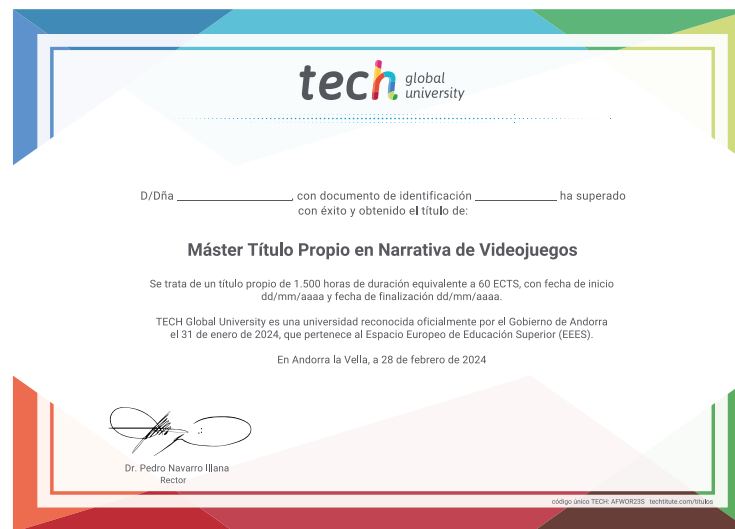 tech global university
D/Dña ______________, con documento de identificación __________ ha superado
con éxito y obtenido el título de:
Máster Título Propio en Narrativa de Videojuegos
Se trata de un título propio de 1.500 horas de duración equivalente a 60 ECTS, con fecha de inicio
dd/mm/aaaa y fecha de finalización dd/mm/aaaa.
TECH Global University es una universidad reconocida oficialmente por el Gobierno de Andorra
el 31 de enero de 2024, que pertenece al Espacio Europeo de Educación Superior (EEES).
En Andorra la Vella, a 28 de febrero de 2024
Dr. Pedro Navarro Illana
Rector
código único TECH: AFWOR23S techtitute.com/titulos